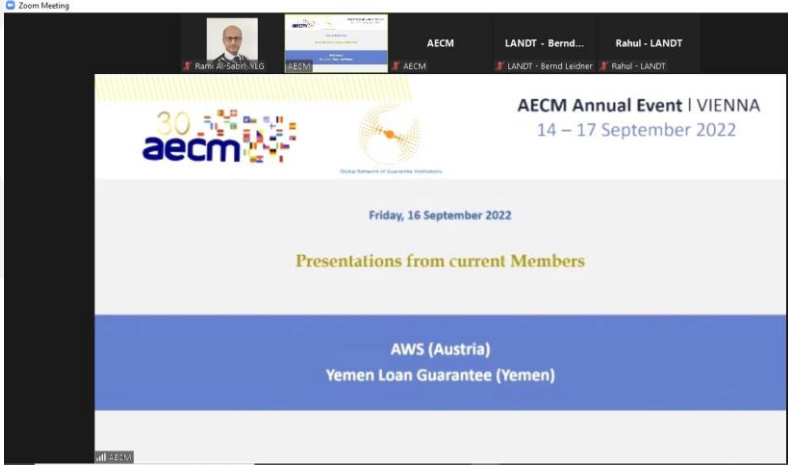 Zoom Meeting
AECM
LANDT - Bernd...
Rahul - LANDT
Rami Al-Sabri YLG
AECM
AECM
LANDT - Bernd Leidner
Rahul - LANDT
30
aecm
Global Network of Guarantee Institutions
AECM Annual Event | VIENNA
14 – 17 September 2022
Friday, 16 September 2022
Presentations from current Members
AWS (Austria)
Yemen Loan Guarantee (Yemen)
AECM